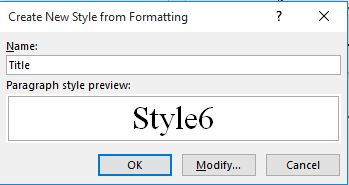 Create New Style from Formatting
Name:
Title
Paragraph style preview:
Style6
OK
Modify...
Cancel